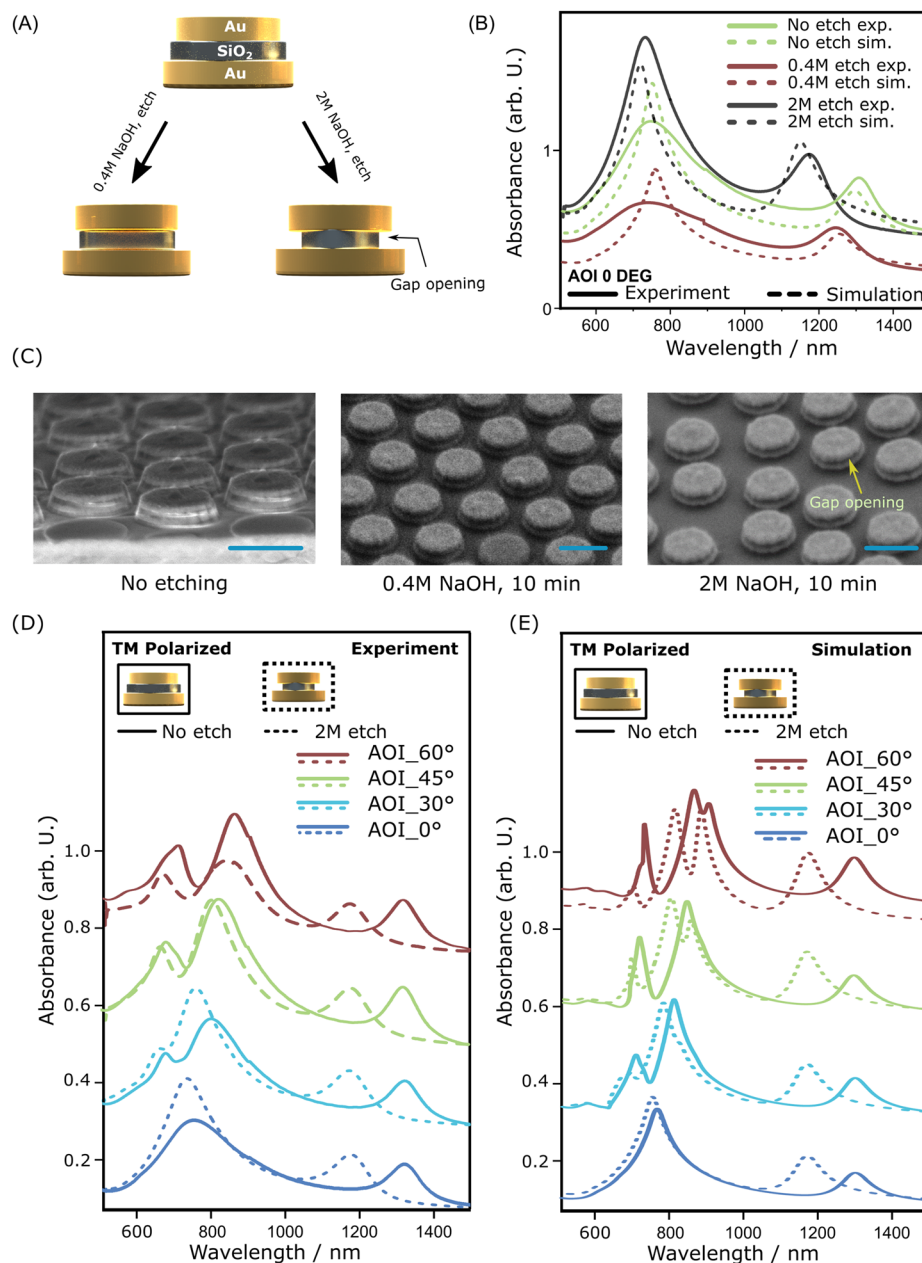 (A)
Au
SiO₂
Au
0.4M NaOH, etch
2M NaOH, etch
Gap opening
(B)
No etch exp.
No etch sim.
0.4M etch exp.
0.4M etch sim.
2M etch exp.
2M etch sim.
Absorbance (arb. U.)
1
0
AOI 0 DEG
Experiment
Simulation
600 800 1000 1200 1400
Wavelength / nm
(C)
Gap opening
No etching
0.4M NaOH, 10 min
2M NaOH, 10 min
(D)
TM Polarized
Experiment
No etch
2M etch
AOI_60°
AOI_45°
AOI_30°
AOI_0°
Absorbance (arb. U.)
1.0
0.8
0.6
0.4
0.2
600 800 1000 1200 1400
Wavelength / nm
(E)
TM Polarized
Simulation
No etch
2M etch
AOI_60°
AOI_45°
AOI_30°
AOI_0°
Absorbance (arb. U.)
1.0
0.8
0.6
0.4
0.2
600 800 1000 1200 1400
Wavelength / nm